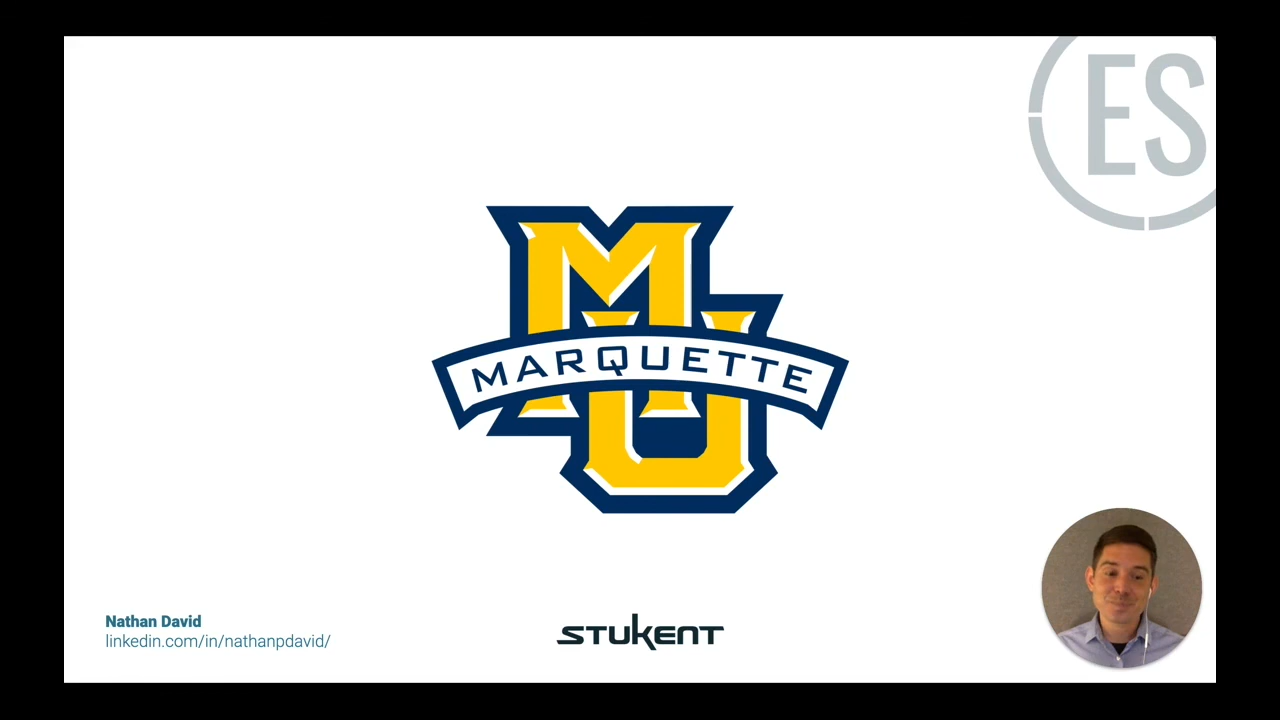 ES
MU
MARQUETTE
Nathan David
linkedin.com/in/nathanpdavid/
STUKENT